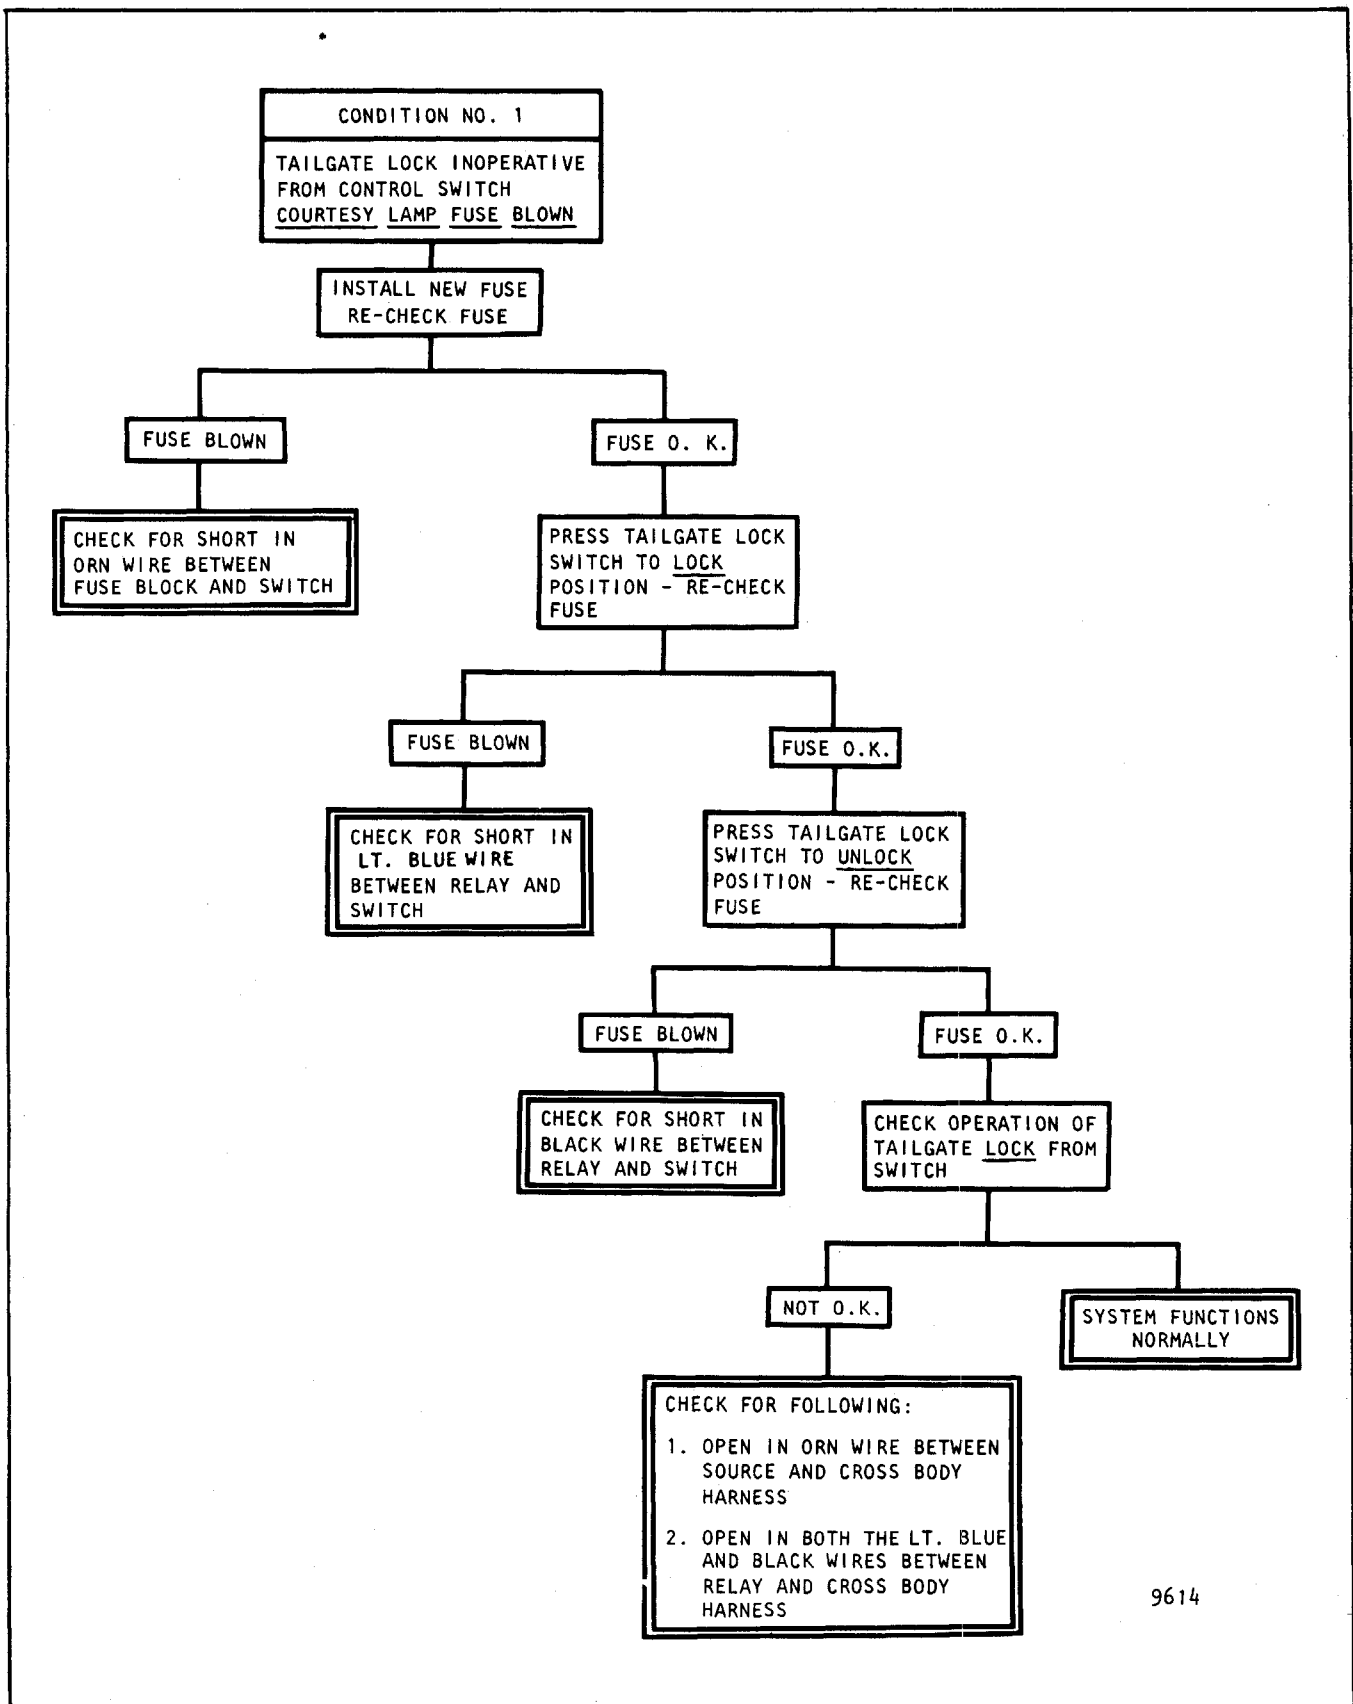 CONDITION NO. 1
TAILGATE LOCK INOPERATIVE
FROM CONTROL SWITCH
COURTESY LAMP FUSE BLOWN
INSTALL NEW FUSE
RE-CHECK FUSE
FUSE BLOWN
FUSE O. K.
CHECK FOR SHORT IN
ORN WIRE BETWEEN
FUSE BLOCK AND SWITCH
PRESS TAILGATE LOCK
SWITCH TO LOCK
POSITION - RE-CHECK
FUSE
FUSE BLOWN
FUSE O.K.
CHECK FOR SHORT IN
LT. BLUE WIRE
BETWEEN RELAY AND
SWITCH
PRESS TAILGATE LOCK
SWITCH TO UNLOCK
POSITION - RE-CHECK
FUSE
FUSE BLOWN
FUSE O.K.
CHECK FOR SHORT IN
BLACK WIRE BETWEEN
RELAY AND SWITCH
CHECK OPERATION OF
TAILGATE LOCK FROM
SWITCH
NOT O.K.
SYSTEM FUNCTIONS
NORMALLY
CHECK FOR FOLLOWING:
1. OPEN IN ORN WIRE BETWEEN
SOURCE AND CROSS BODY
HARNESS
2. OPEN IN BOTH THE LT. BLUE
AND BLACK WIRES BETWEEN
RELAY AND CROSS BODY
HARNESS
9614